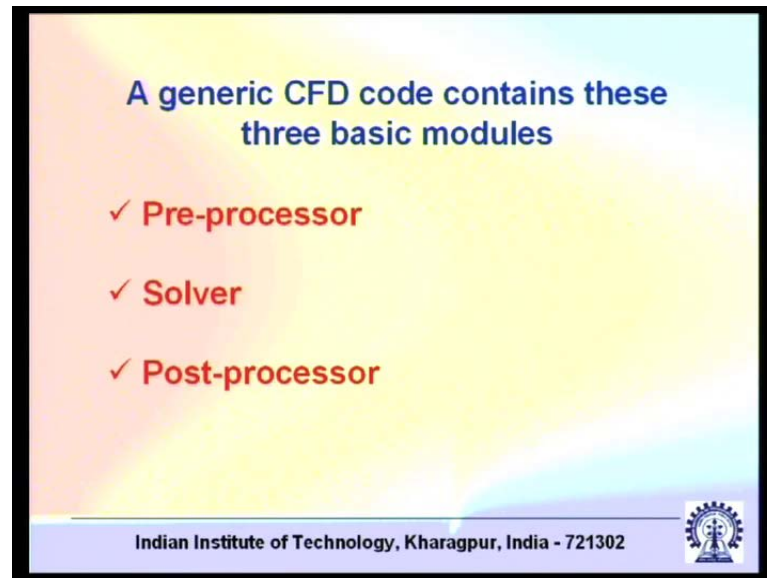 A generic CFD code contains these
three basic modules
✓ Pre-processor
✓ Solver
✓ Post-processor
Indian Institute of Technology, Kharagpur, India - 721302